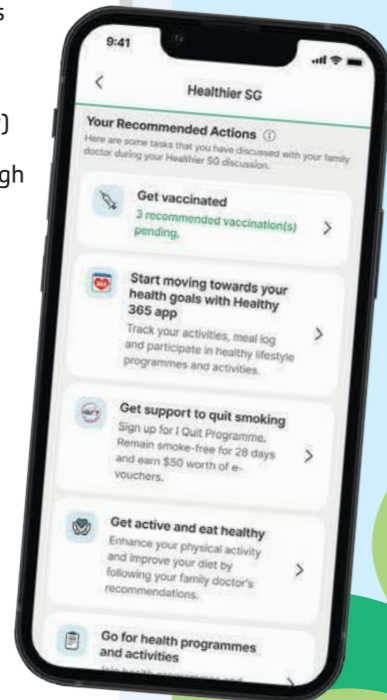 s
)
gh
9:41
Healthier SG
Your Recommended Actions
Here are some tasks that you have discussed with your family
doctor during your Healthier SG discussion.
Get vaccinated
3 recommended vaccination(s)
pending.
Start moving towards your
health goals with Healthy
365 app
Track your activities, meal log
and participate in healthy lifestyle
programmes and activities.
Get support to quit smoking
Sign up for I Quit Programme.
Remain smoke-free for 28 days
and earn $50 worth of e-
vouchers.
Get active and eat healthy
Enhance your physical activity
and improve your diet by
following your family doctor's
recommendations.
Go for health programmes
and activities